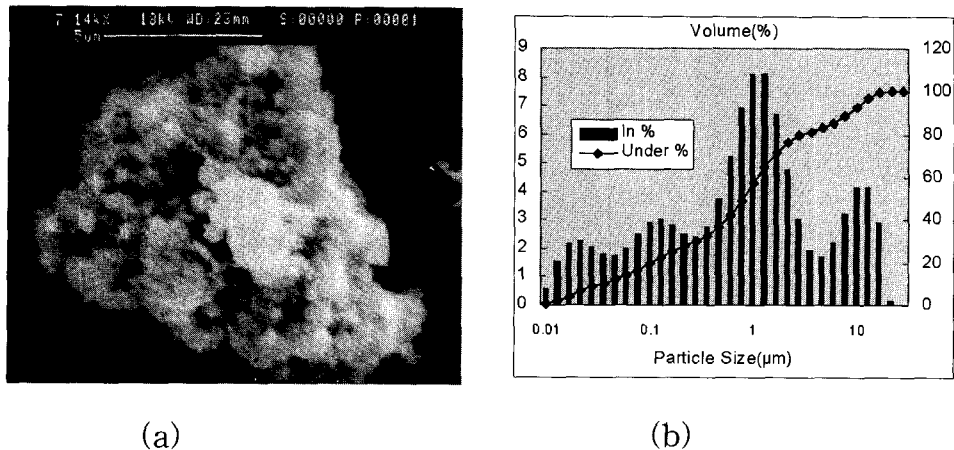 7.14kX 13kV WD:23mm S:00000 P:00001
5um
(a)
Volume(%)
9
8
7
6
5
4
3
2
1
0
120
100
80
60
40
20
0
In %
Under %
0.01 0.1 1 10
Particle Size(μm)
(b)